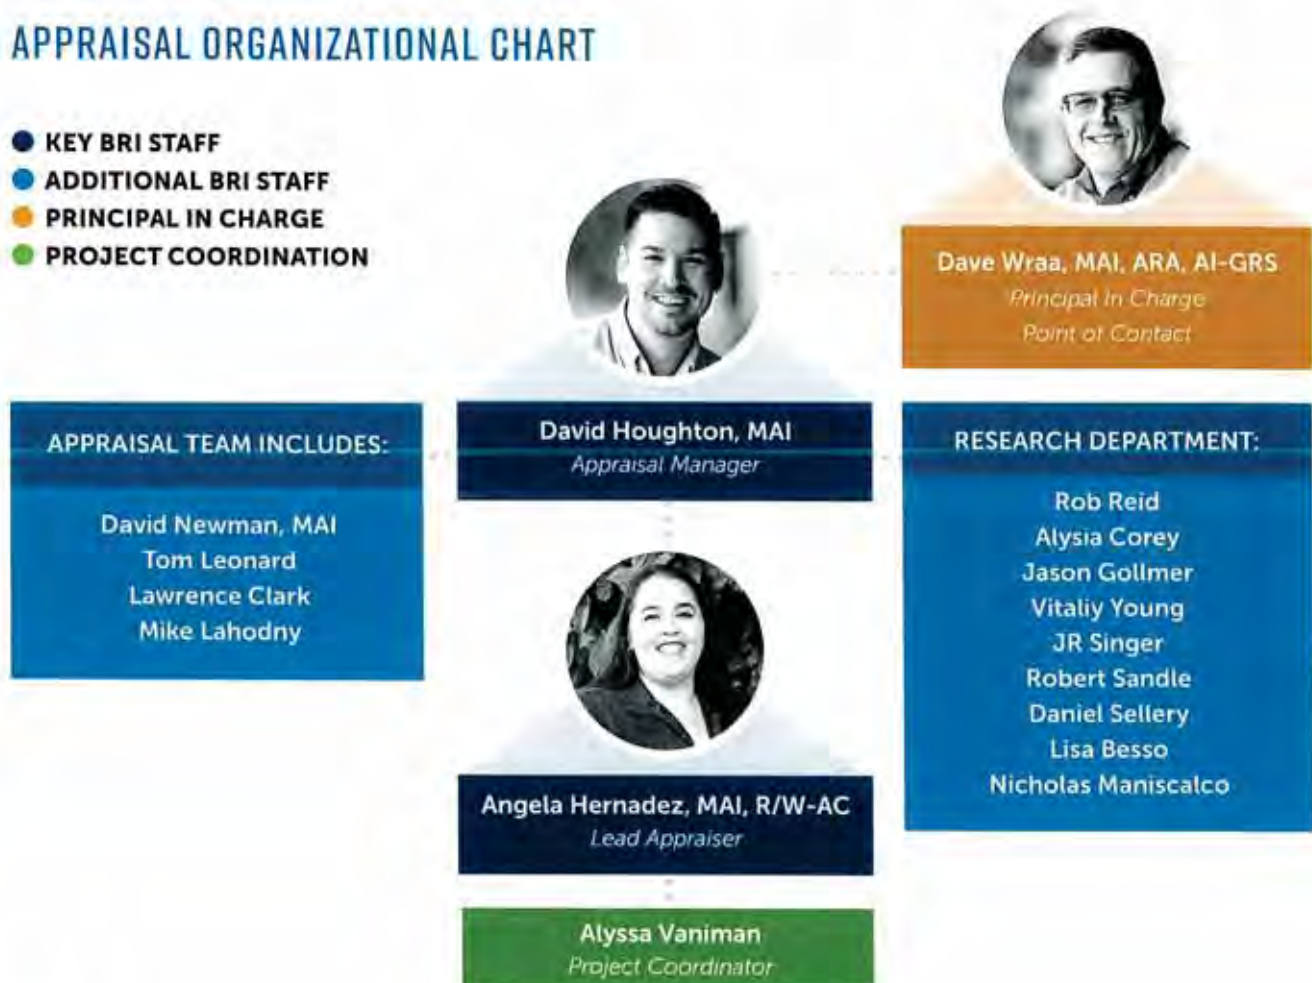 APPRAISAL ORGANIZATIONAL CHART
KEY BRI STAFF
ADDITIONAL BRI STAFF
PRINCIPAL IN CHARGE
PROJECT COORDINATION
Dave Wraa, MAI, ARA, AI-GRS
Principal In Charge
Point of Contact
David Houghton, MAI
Appraisal Manager
APPRAISAL TEAM INCLUDES:
David Newman, MAI
Tom Leonard
Lawrence Clark
Mike Lahodny
RESEARCH DEPARTMENT:
Rob Reid
Alysia Corey
Jason Gollmer
Vitaliy Young
JR Singer
Robert Sandle
Daniel Sellery
Lisa Besso
Nicholas Maniscalco
Angela Hernadez, MAI, R/W-AC
Lead Appraiser
Alyssa Vaniman
Project Coordinator